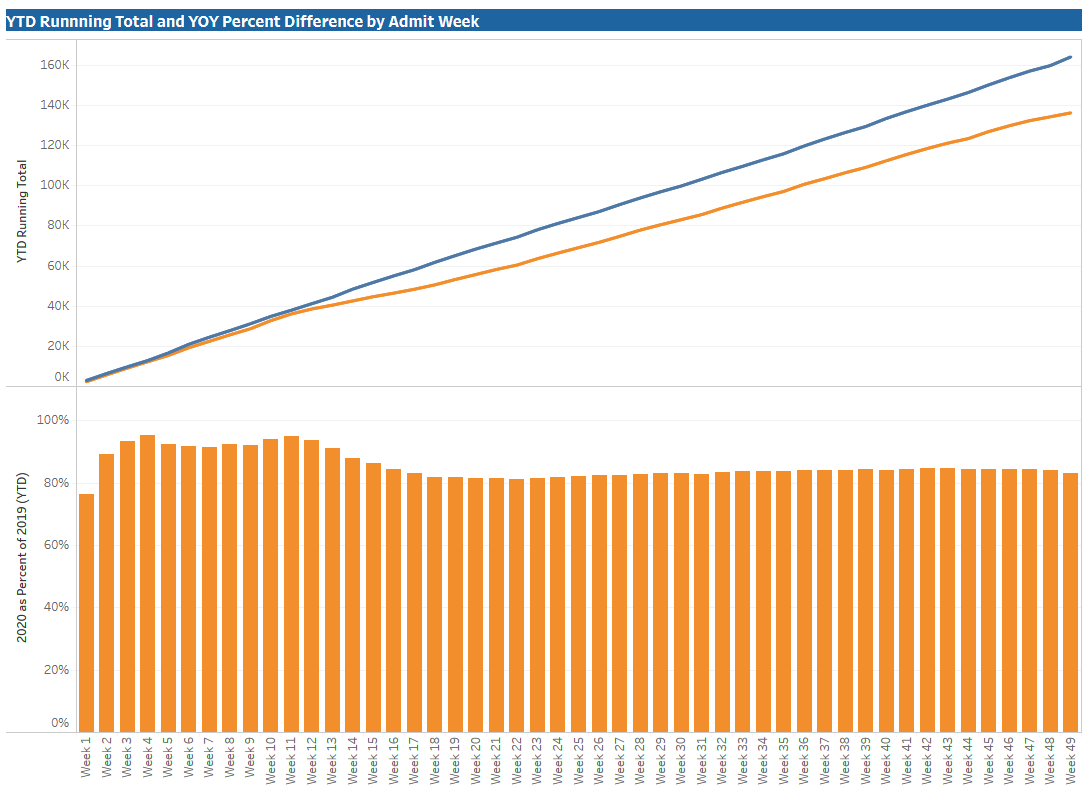 YTD Runnning Total and YOY Percent Difference by Admit Week
YTD Running Total
160K
140K
120K
100K
80K
60K
40K
20K
0K
2020 as Percent of 2019 (YTD)
100%
80%
60%
40%
20%
0%
Week 1
Week 2
Week 3
Week 4
Week 5
Week 6
Week 7
Week 8
Week 9
Week 10
Week 11
Week 12
Week 13
Week 14
Week 15
Week 16
Week 17
Week 18
Week 19
Week 20
Week 21
Week 22
Week 23
Week 24
Week 25
Week 26
Week 27
Week 28
Week 29
Week 30
Week 31
Week 32
Week 33
Week 34
Week 35
Week 36
Week 37
Week 38
Week 39
Week 40
Week 41
Week 42
Week 43
Week 44
Week 45
Week 46
Week 47
Week 48
Week 49